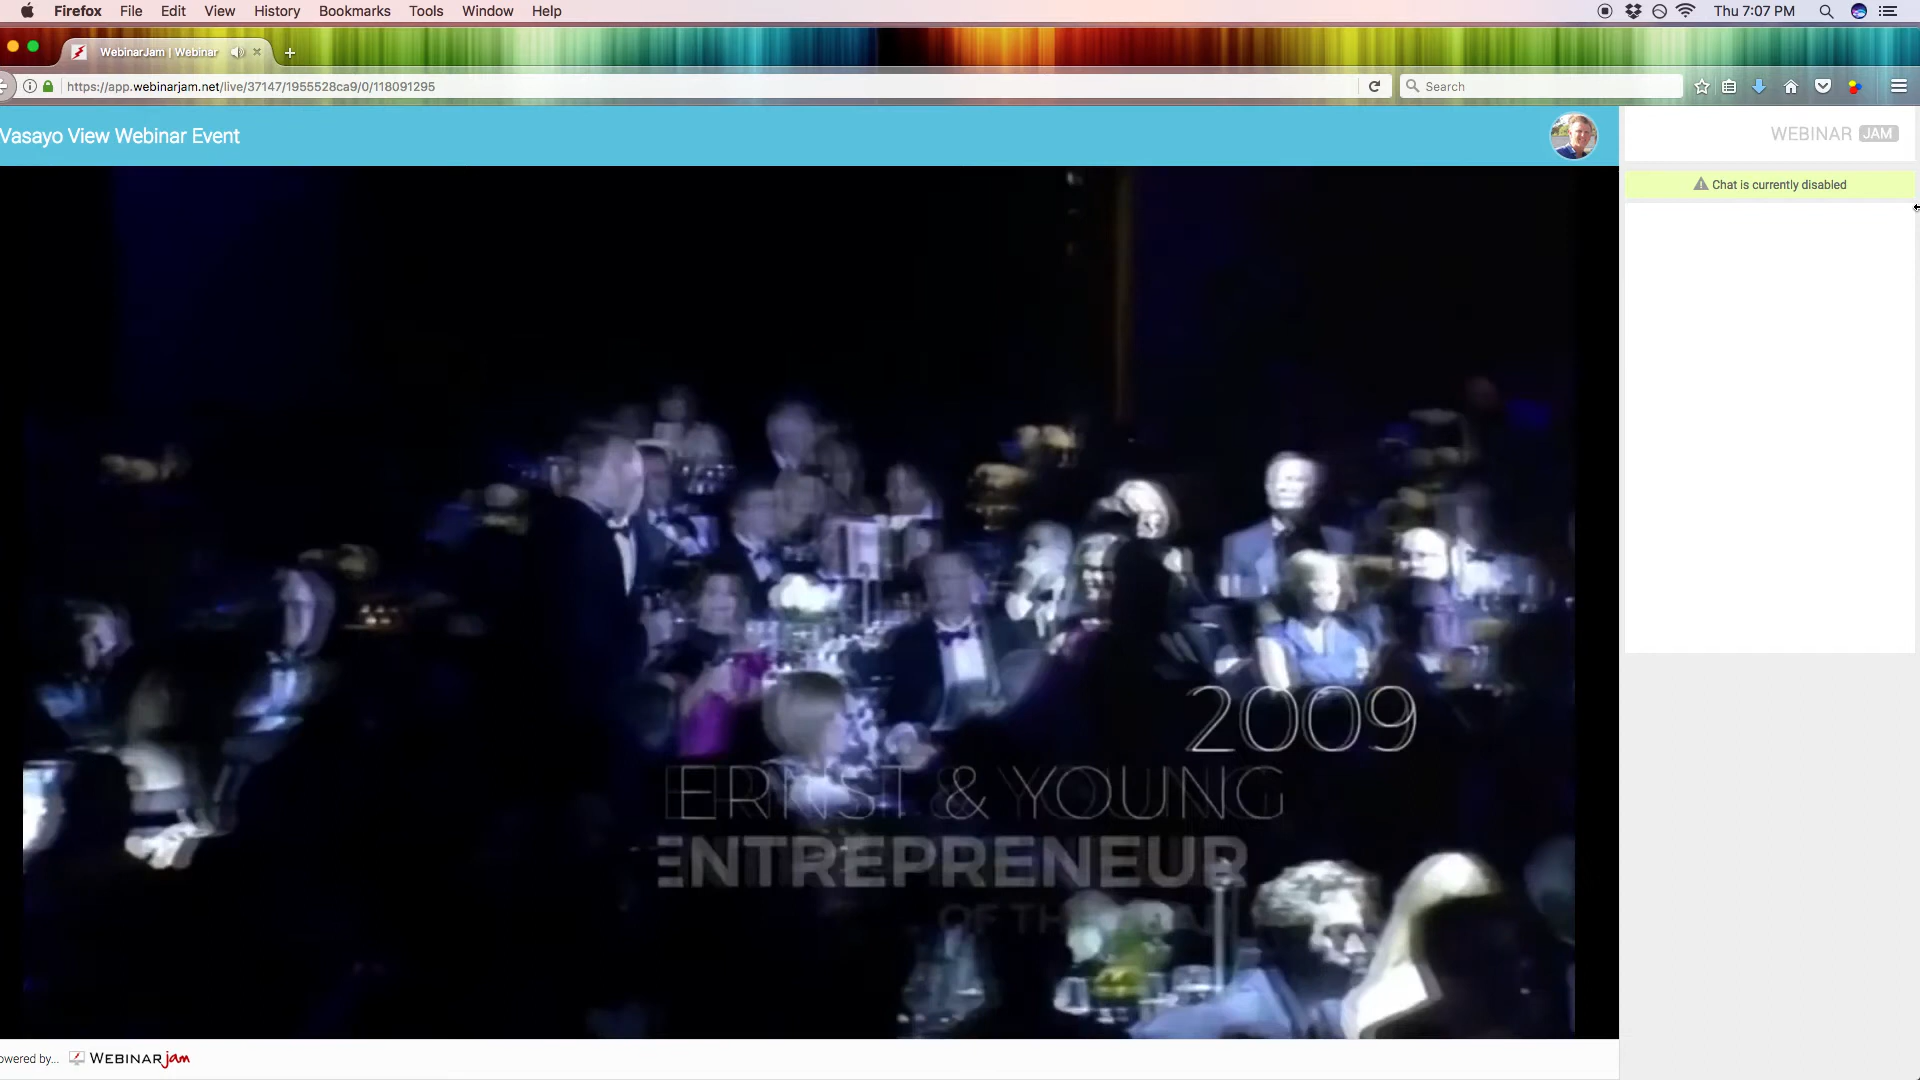 Firefox File Edit View History Bookmarks Tools Window Help Thu 7:07 PM
WebinarJam | Webinar
https://app.webinarjam.net/live/37147/1955528ca9/0/118091295 Search
Vasayo View Webinar Event
WEBINAR JAM
Chat is currently disabled
2009
ERNST & YOUNG
ENTREPRENEUR
OF THE
owered by... WEBINARjam